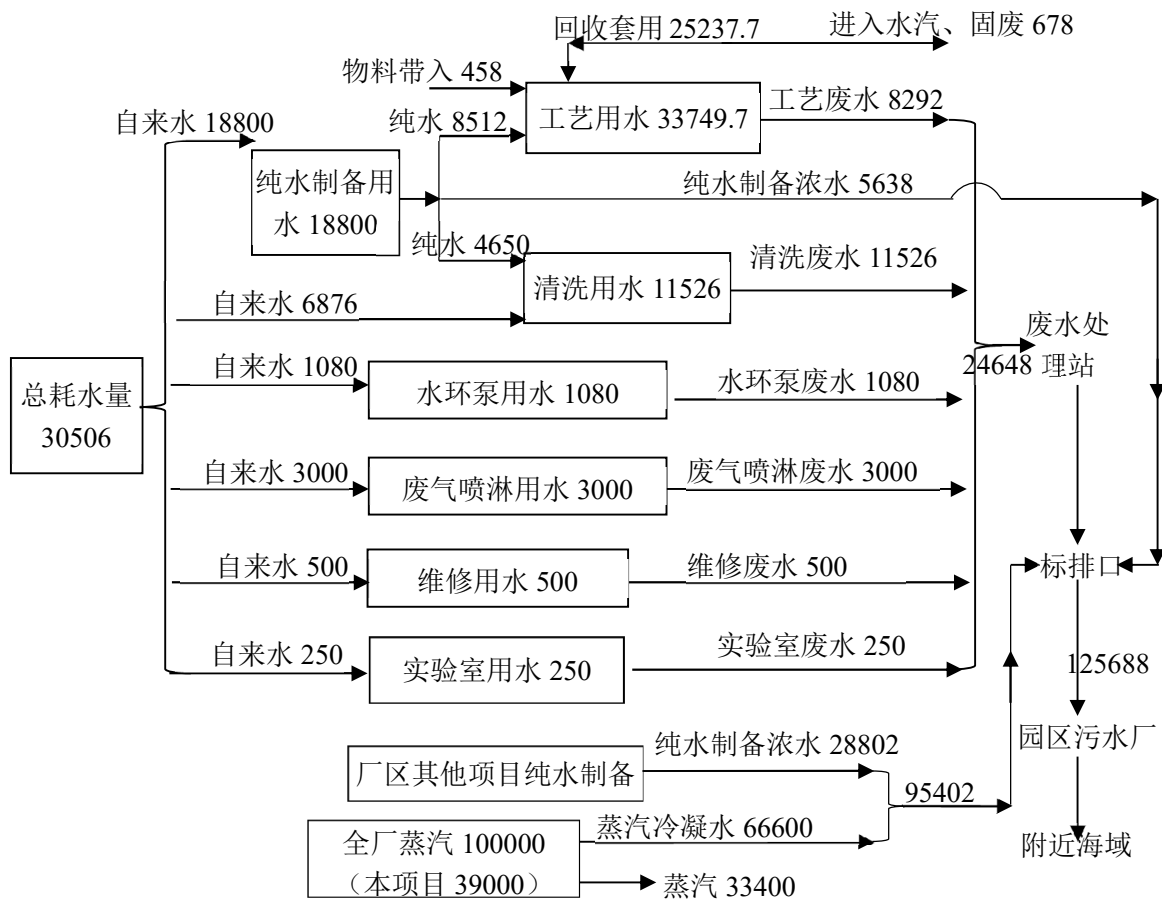 回收套用 25237.7
进入水汽、固废 678
物料带入 458
工艺用水 33749.7
工艺废水 8292
自来水 18800
纯水 8512
纯水制备用
水 18800
纯水制备浓水 5638
纯水 4650
清洗用水 11526
清洗废水 11526
自来水 6876
总耗水量
30506
自来水 1080
水环泵用水 1080
水环泵废水 1080
24648
废水处
理站
自来水 3000
废气喷淋用水 3000
废气喷淋废水 3000
自来水 500
维修用水 500
维修废水 500
标排口
自来水 250
实验室用水 250
实验室废水 250
125688
园区污水厂
厂区其他项目纯水制备
纯水制备浓水 28802
95402
全厂蒸汽 100000
（本项目 39000）
蒸汽冷凝水 66600
蒸汽 33400
附近海域